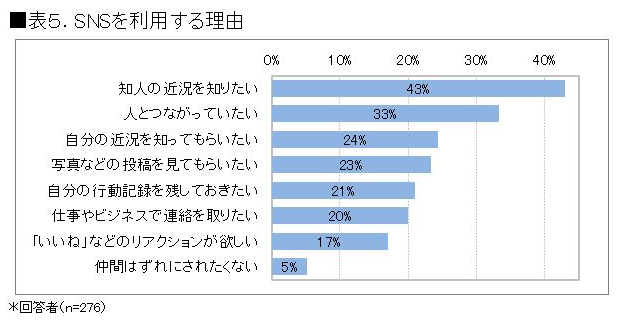 ■表５．SNSを利用する理由
0% 10% 20% 30% 40%
知人の近況を知りたい 43%
人とつながっていたい 33%
自分の近況を知ってもらいたい 24%
写真などの投稿を見てもらいたい 23%
自分の行動記録を残しておきたい 21%
仕事やビジネスで連絡を取りたい 20%
「いいね」などのリアクションが欲しい 17%
仲間はずれにされたくない 5%
＊回答者（n=276）